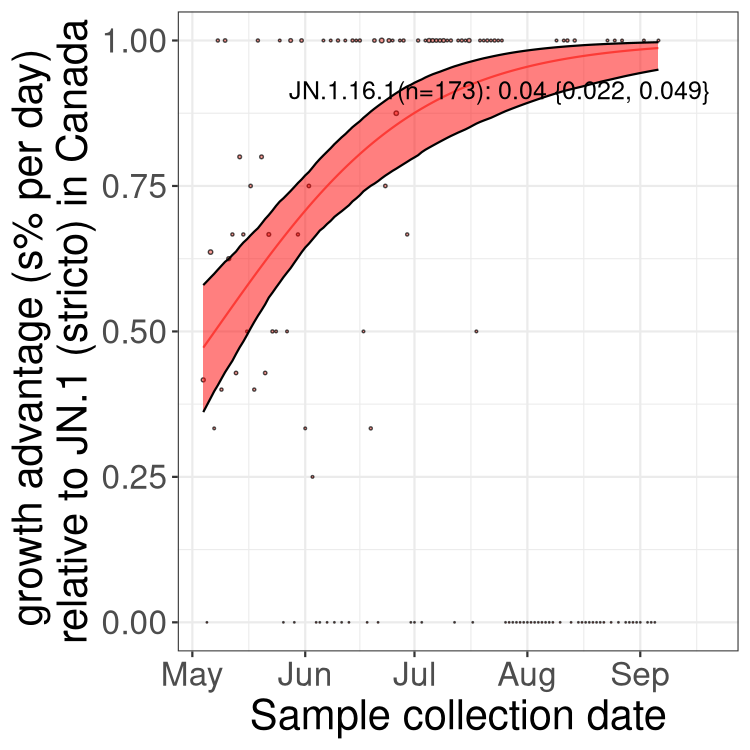 growth advantage (s% per day)
relative to JN.1 (stricto) in Canada
1.00
0.75
0.50
0.25
0.00
JN.1.16.1(n=173): 0.04 {0.022, 0.049}
May Jun Jul Aug Sep
Sample collection date